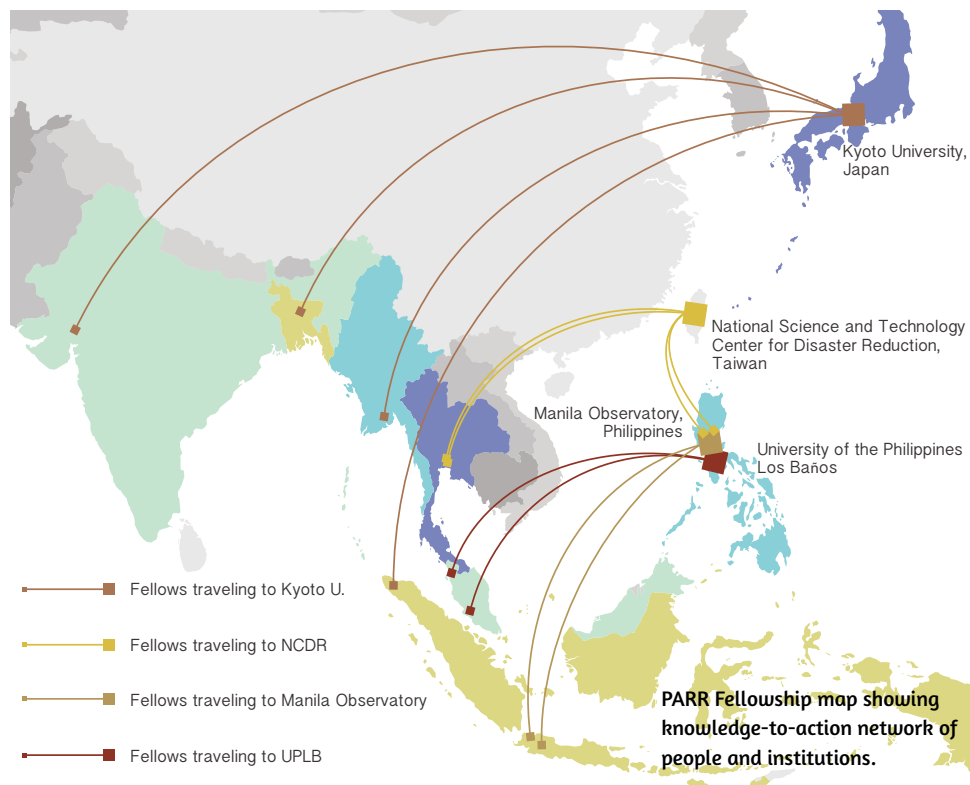 Kyoto University,
Japan
National Science and Technology
Center for Disaster Reduction,
Taiwan
Manila Observatory,
Philippines
University of the Philippines
Los Baños
Fellows traveling to Kyoto U.
Fellows traveling to NCDR
Fellows traveling to Manila Observatory
Fellows traveling to UPLB
PARR Fellowship map showing
knowledge-to-action network of
people and institutions.